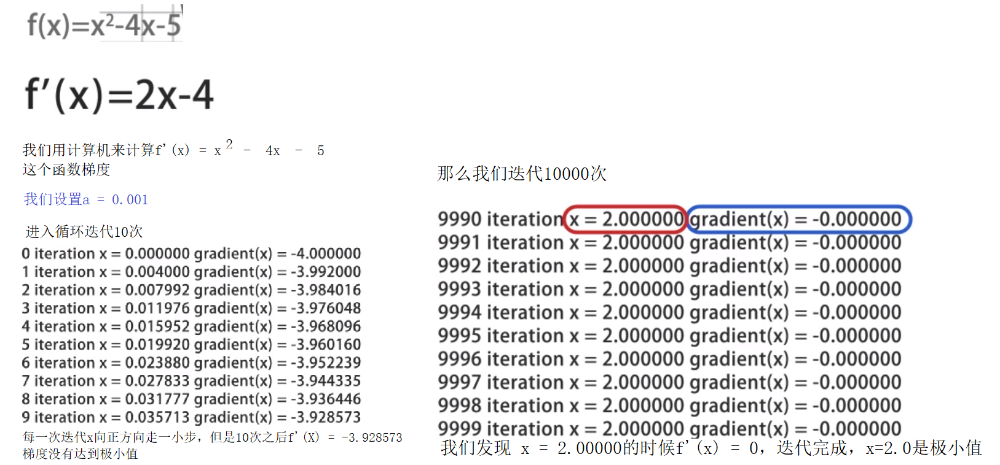 f(x)=x²-4x-5
f′(x)=2x-4
我们用计算机来计算f'(x) = x² - 4x - 5
这个函数梯度
我们设置a = 0.001
进入循环迭代10次
0 iteration x = 0.000000 gradient(x) = -4.000000
1 iteration x = 0.004000 gradient(x) = -3.992000
2 iteration x = 0.007992 gradient(x) = -3.984016
3 iteration x = 0.011976 gradient(x) = -3.976048
4 iteration x = 0.015952 gradient(x) = -3.968096
5 iteration x = 0.019920 gradient(x) = -3.960160
6 iteration x = 0.023880 gradient(x) = -3.952239
7 iteration x = 0.027833 gradient(x) = -3.944335
8 iteration x = 0.031777 gradient(x) = -3.936446
9 iteration x = 0.035713 gradient(x) = -3.928573
每一次迭代x向正方向走一小步，但是10次之后f'(X) = -3.928573
梯度没有达到极小值
那么我们迭代10000次
9990 iteration x = 2.000000 gradient(x) = -0.000000
9991 iteration x = 2.000000 gradient(x) = -0.000000
9992 iteration x = 2.000000 gradient(x) = -0.000000
9993 iteration x = 2.000000 gradient(x) = -0.000000
9994 iteration x = 2.000000 gradient(x) = -0.000000
9995 iteration x = 2.000000 gradient(x) = -0.000000
9996 iteration x = 2.000000 gradient(x) = -0.000000
9997 iteration x = 2.000000 gradient(x) = -0.000000
9998 iteration x = 2.000000 gradient(x) = -0.000000
9999 iteration x = 2.000000 gradient(x) = -0.000000
我们发现 x = 2.00000的时候f'(x) = 0，迭代完成，x=2.0是极小值